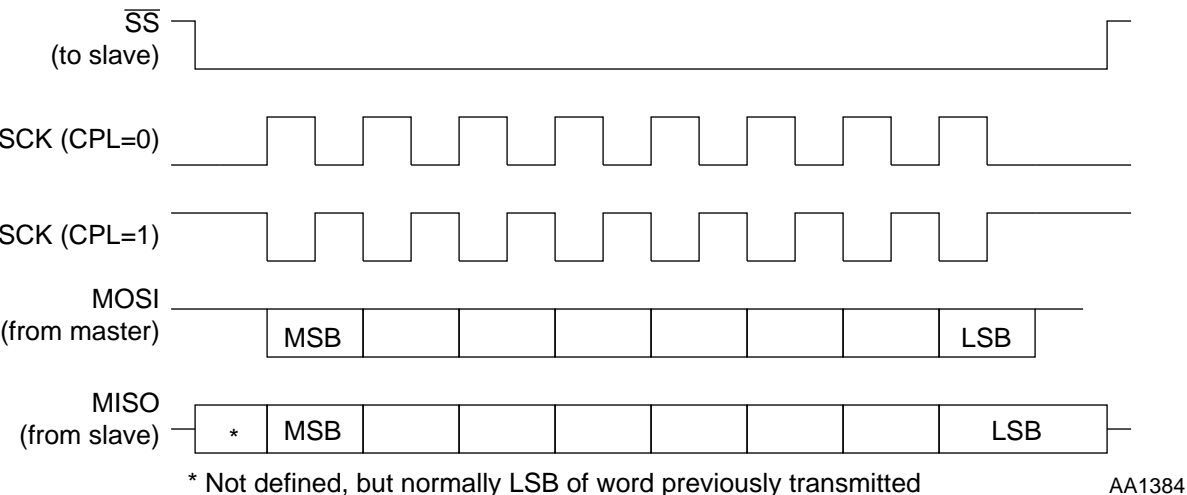 SS
(to slave)
SCK (CPL=0)
SCK (CPL=1)
MOSI
(from master)
MSB LSB
MISO
(from slave)
* MSB LSB
* Not defined, but normally LSB of word previously transmitted
AA1384